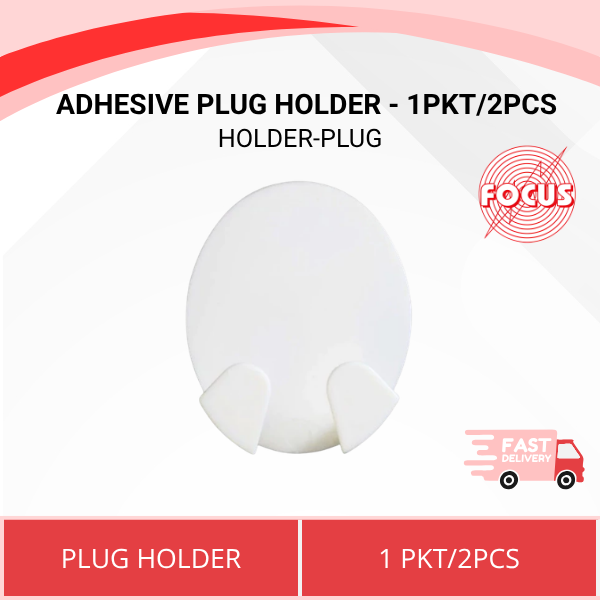 ADHESIVE PLUG HOLDER - 1PKT/2PCS
HOLDER-PLUG
FOCUS
FAST
DELIVERY
PLUG HOLDER
1 PKT/2PCS